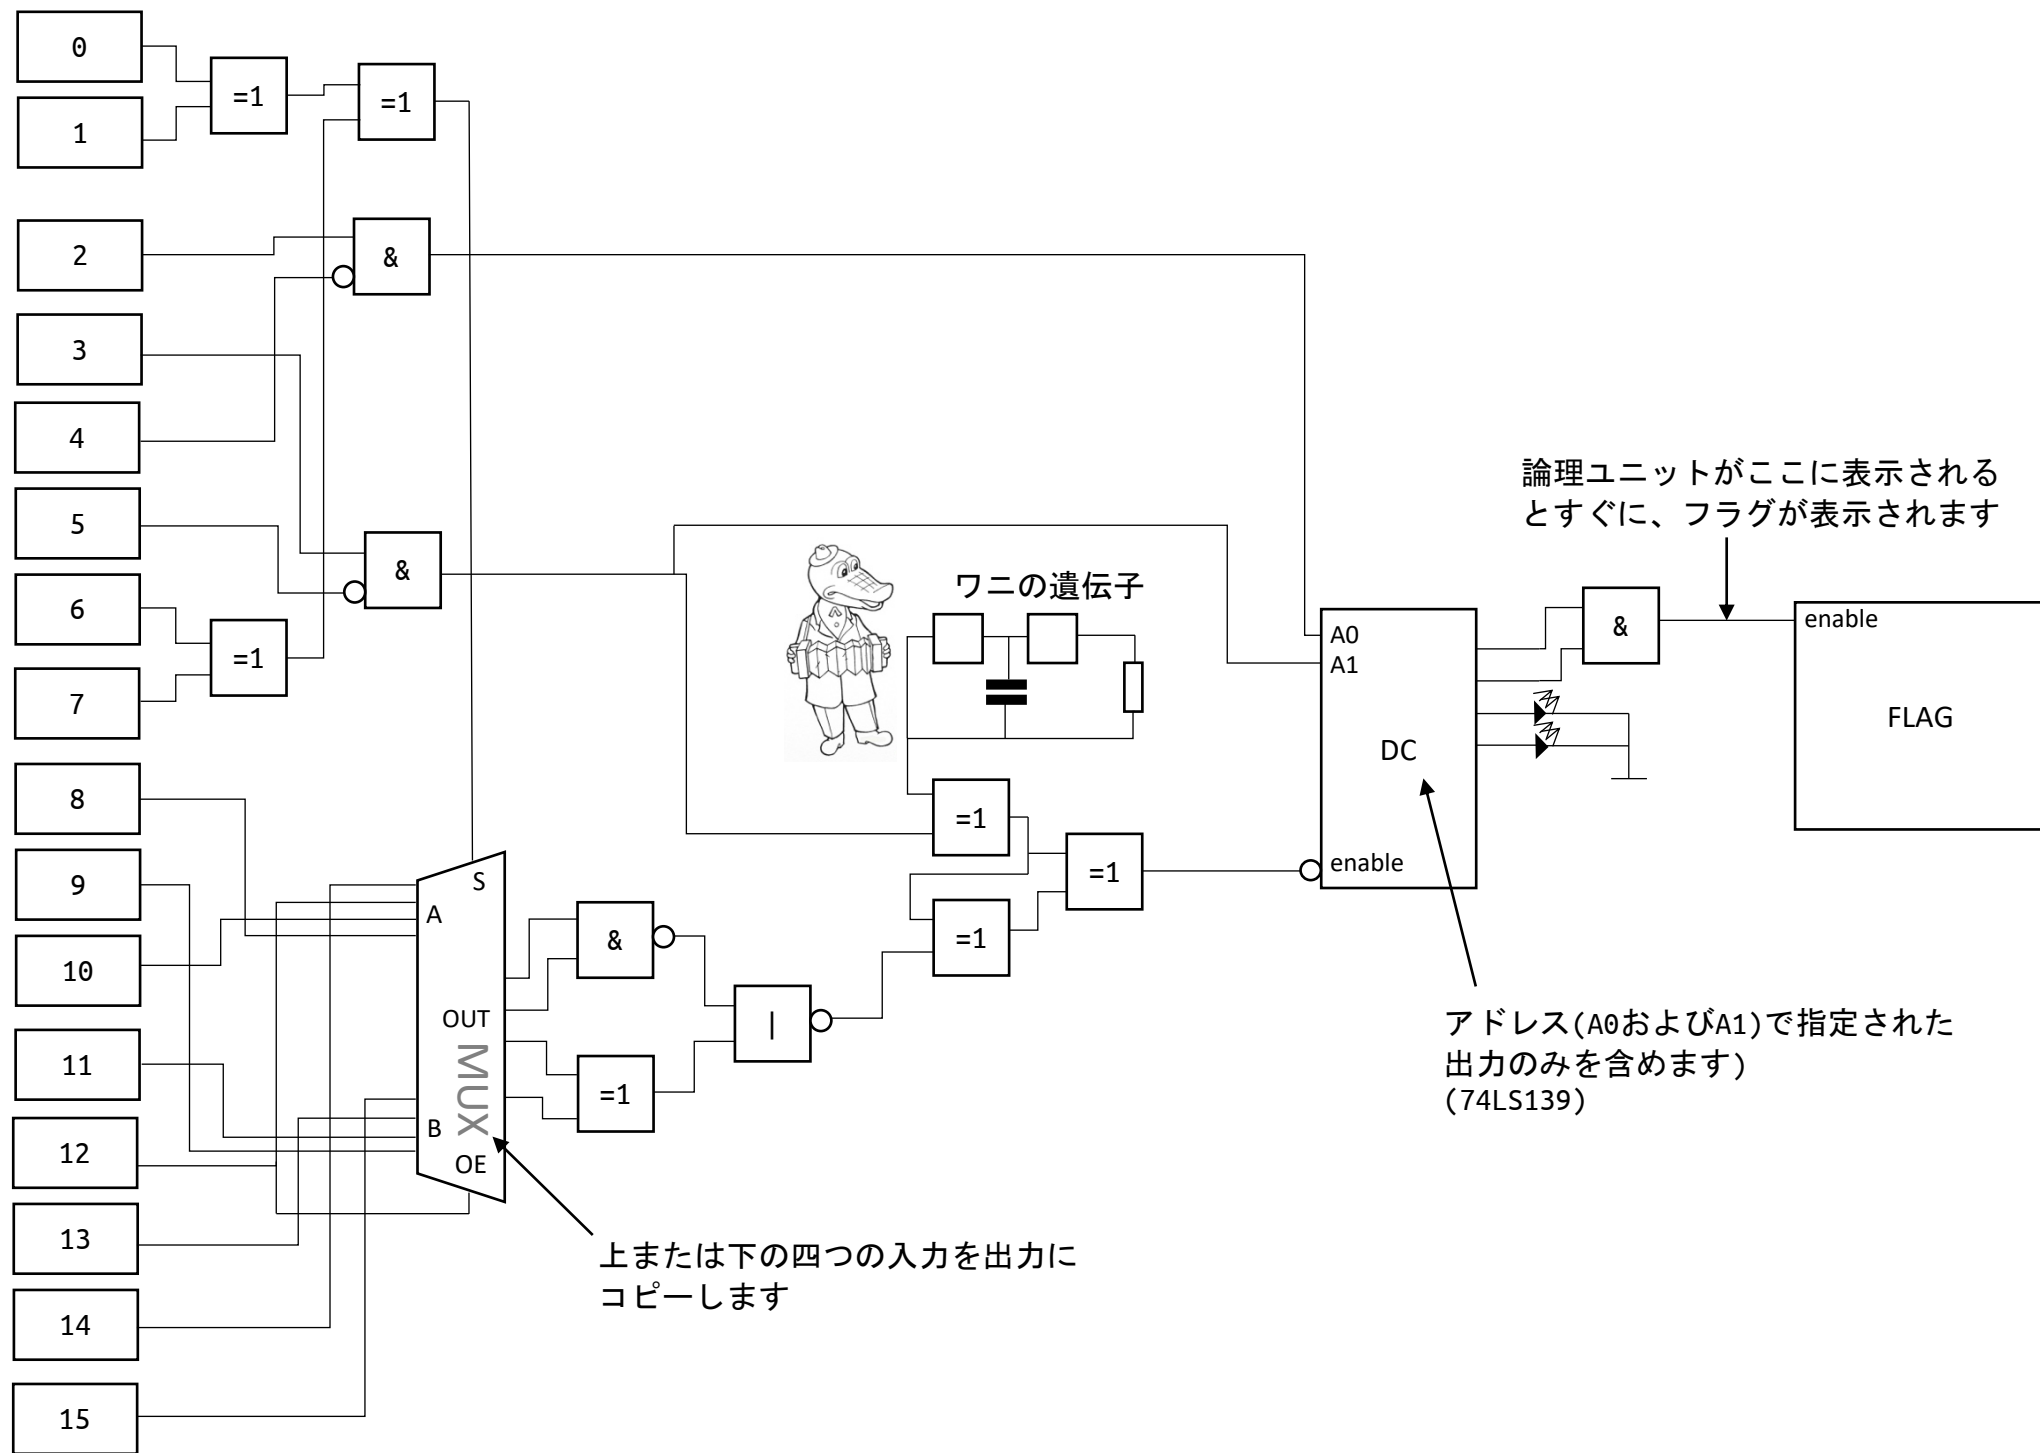 0
=1
=1
1
2
&
3
4
論理ユニットがここに表示される
とすぐに、フラグが表示されます
5
&
ワニの遺伝子
6
=1
7
A0
A1
&
enable
FLAG
DC
8
=1
enable
9
S
=1
A
&
=1
10
OUT
|
11
MUX
=1
B
12
OE
アドレス(A0およびA1)で指定された
出力のみを含めます)
(74LS139)
13
上または下の四つの入力を出力に
コピーします
14
15